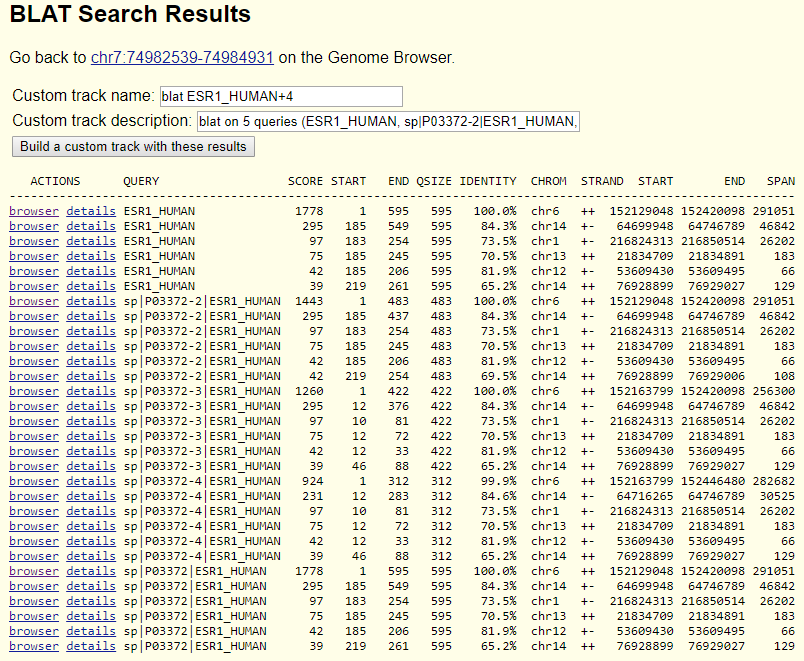 BLAT Search Results
Go back to chr7:74982539-74984931 on the Genome Browser.
Custom track name: blat ESR1_HUMAN+4
Custom track description: blat on 5 queries (ESR1_HUMAN, sp|P03372-2|ESR1_HUMAN,
Build a custom track with these results
ACTIONS QUERY SCORE START END QSIZE IDENTITY CHROM STRAND START END SPAN
---------------------------------------------------------------------------------------------------------------
browser details ESR1_HUMAN 1778 1 595 595 100.0% chr6 ++ 152129048 152420098 291051
browser details ESR1_HUMAN 295 185 549 595 84.3% chr14 +- 64699948 64746789 46842
browser details ESR1_HUMAN 97 183 254 595 73.5% chr1 +- 216824313 216850514 26202
browser details ESR1_HUMAN 75 185 245 595 70.5% chr13 ++ 21834709 21834891 183
browser details ESR1_HUMAN 42 185 206 595 81.9% chr12 +- 53609430 53609495 66
browser details ESR1_HUMAN 39 219 261 595 65.2% chr14 ++ 76928899 76929027 129
browser details sp|P03372-2|ESR1_HUMAN 1443 1 483 483 100.0% chr6 ++ 152129048 152420098 291051
browser details sp|P03372-2|ESR1_HUMAN 295 185 437 483 84.3% chr14 +- 64699948 64746789 46842
browser details sp|P03372-2|ESR1_HUMAN 97 183 254 483 73.5% chr1 +- 216824313 216850514 26202
browser details sp|P03372-2|ESR1_HUMAN 75 185 245 483 70.5% chr13 ++ 21834709 21834891 183
browser details sp|P03372-2|ESR1_HUMAN 42 185 206 483 81.9% chr12 +- 53609430 53609495 66
browser details sp|P03372-2|ESR1_HUMAN 42 219 254 483 69.5% chr14 ++ 76928899 76929006 108
browser details sp|P03372-3|ESR1_HUMAN 1260 1 422 422 100.0% chr6 ++ 152163799 152420098 256300
browser details sp|P03372-3|ESR1_HUMAN 295 12 376 422 84.3% chr14 +- 64699948 64746789 46842
browser details sp|P03372-3|ESR1_HUMAN 97 10 81 422 73.5% chr1 +- 216824313 216850514 26202
browser details sp|P03372-3|ESR1_HUMAN 75 12 72 422 70.5% chr13 ++ 21834709 21834891 183
browser details sp|P03372-3|ESR1_HUMAN 42 12 33 422 81.9% chr12 +- 53609430 53609495 66
browser details sp|P03372-3|ESR1_HUMAN 39 46 88 422 65.2% chr14 ++ 76928899 76929027 129
browser details sp|P03372-4|ESR1_HUMAN 924 1 312 312 99.9% chr6 ++ 152163799 152446480 282682
browser details sp|P03372-4|ESR1_HUMAN 231 12 283 312 84.6% chr14 +- 64716265 64746789 30525
browser details sp|P03372-4|ESR1_HUMAN 97 10 81 312 73.5% chr1 +- 216824313 216850514 26202
browser details sp|P03372-4|ESR1_HUMAN 75 12 72 312 70.5% chr13 ++ 21834709 21834891 183
browser details sp|P03372-4|ESR1_HUMAN 42 12 33 312 81.9% chr12 +- 53609430 53609495 66
browser details sp|P03372-4|ESR1_HUMAN 39 46 88 312 65.2% chr14 ++ 76928899 76929027 129
browser details sp|P03372|ESR1_HUMAN 1778 1 595 595 100.0% chr6 ++ 152129048 152420098 291051
browser details sp|P03372|ESR1_HUMAN 295 185 549 595 84.3% chr14 +- 64699948 64746789 46842
browser details sp|P03372|ESR1_HUMAN 97 183 254 595 73.5% chr1 +- 216824313 216850514 26202
browser details sp|P03372|ESR1_HUMAN 75 185 245 595 70.5% chr13 ++ 21834709 21834891 183
browser details sp|P03372|ESR1_HUMAN 42 185 206 595 81.9% chr12 +- 53609430 53609495 66
browser details sp|P03372|ESR1_HUMAN 39 219 261 595 65.2% chr14 ++ 76928899 76929027 129